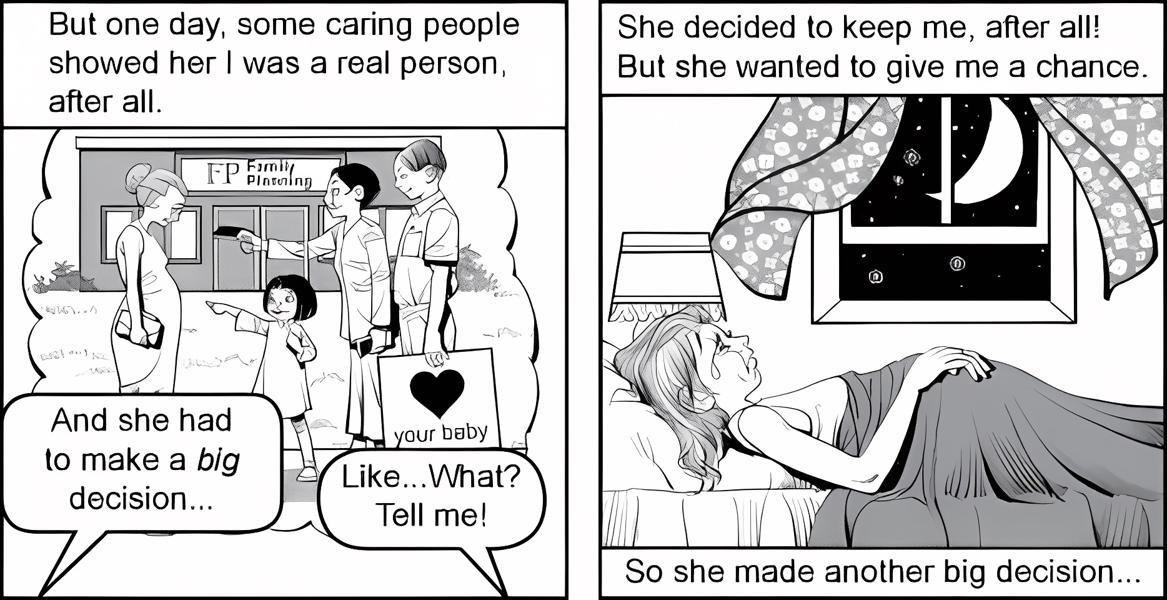 But one day, some caring people
showed her I was a real person,
after all.
FP Family
Planning
your baby
And she had
to make a big
decision...
Like...What?
Tell me!
She decided to keep me, after all!
But she wanted to give me a chance.
So she made another big decision...